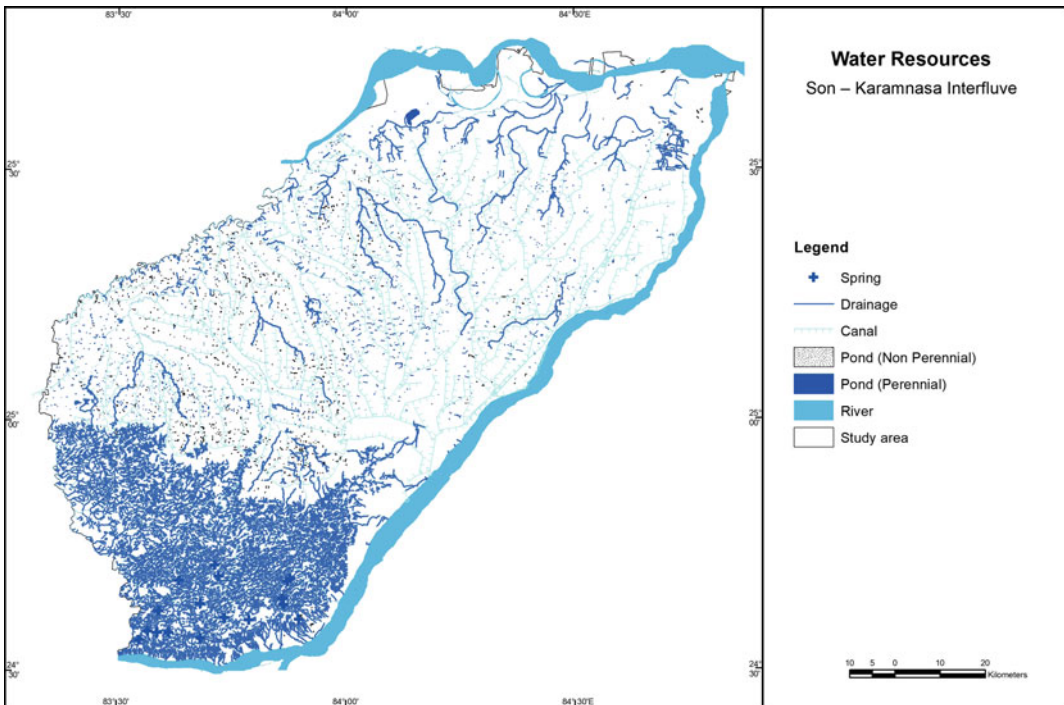 83°30' 84°00' 84°30'E
Water Resources
Son – Karamnasa Interfluve
25°
30'
25°
30'
Legend
Spring
Drainage
Canal
Pond (Non Perennial)
Pond (Perennial)
River
Study area
25°
00'
25°
00'
24°
30'
24°
30'
10 5 0 10 20
Kilometers
83°30' 84°00' 84°30'